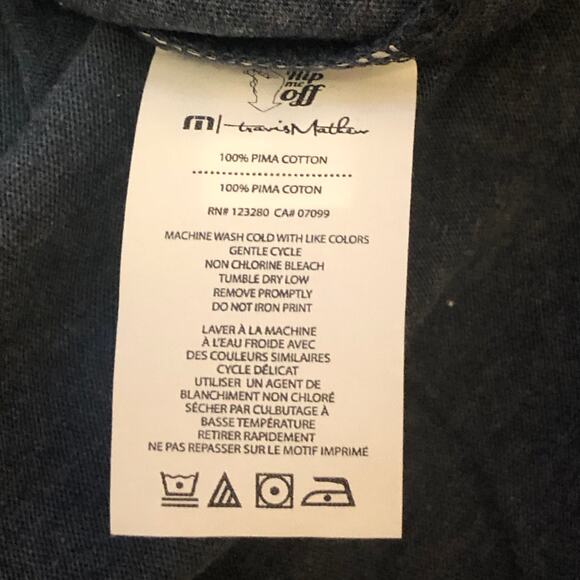 flip
me
off
m|travisMathew
100% PIMA COTTON
100% PIMA COTON
RN# 123280 CA# 07099
MACHINE WASH COLD WITH LIKE COLORS
GENTLE CYCLE
NON CHLORINE BLEACH
TUMBLE DRY LOW
REMOVE PROMPTLY
DO NOT IRON PRINT
LAVER À LA MACHINE
À L'EAU FROIDE AVEC
DES COULEURS SIMILAIRES
CYCLE DÉLICAT
UTILISER UN AGENT DE
BLANCHIMENT NON CHLORÉ
SÉCHER PAR CULBUTAGE À
BASSE TEMPÉRATURE
RETIRER RAPIDEMENT
NE PAS REPASSER SUR LE MOTIF IMPRIMÉ